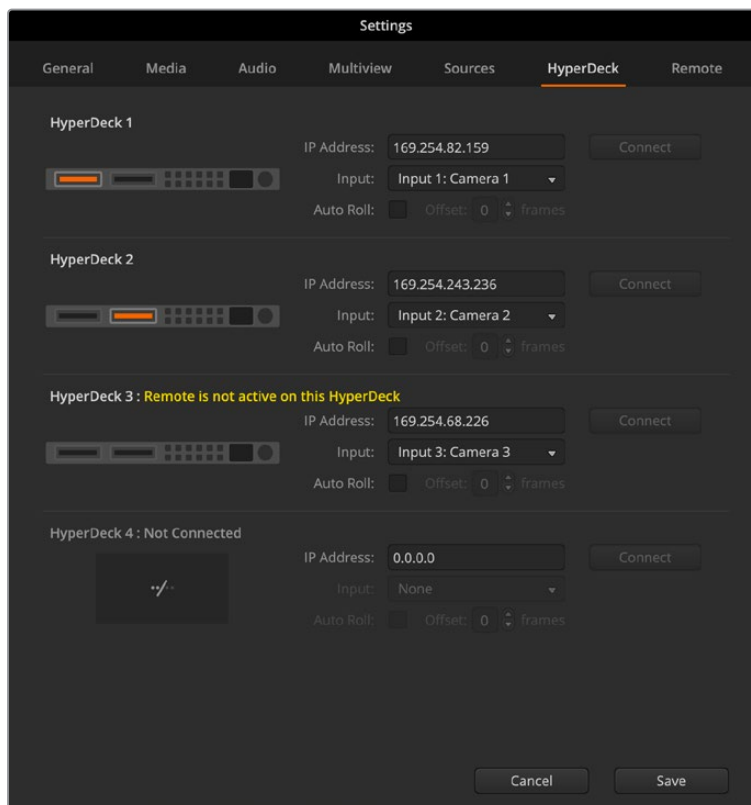 Settings
General Media Audio Multiview Sources HyperDeck Remote
HyperDeck 1
IP Address: 169.254.82.159 Connect
Input: Input 1: Camera 1
Auto Roll: Offset: 0 frames
HyperDeck 2
IP Address: 169.254.243.236 Connect
Input: Input 2: Camera 2
Auto Roll: Offset: 0 frames
HyperDeck 3 : Remote is not active on this HyperDeck
IP Address: 169.254.68.226 Connect
Input: Input 3: Camera 3
Auto Roll: Offset: 0 frames
HyperDeck 4 : Not Connected
IP Address: 0.0.0.0 Connect
Input: None
Auto Roll: Offset: 0 frames
Cancel Save